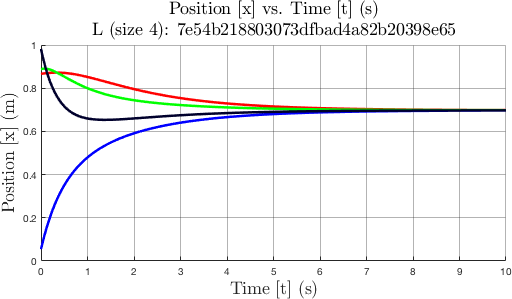 Position [x] vs. Time [t] (s)
L (size 4): 7e54b218803073dfbad4a82b20398e65
Position [x] (m)
1
0.8
0.6
0.4
0.2
0
0 1 2 3 4 5 6 7 8 9 10
Time [t] (s)